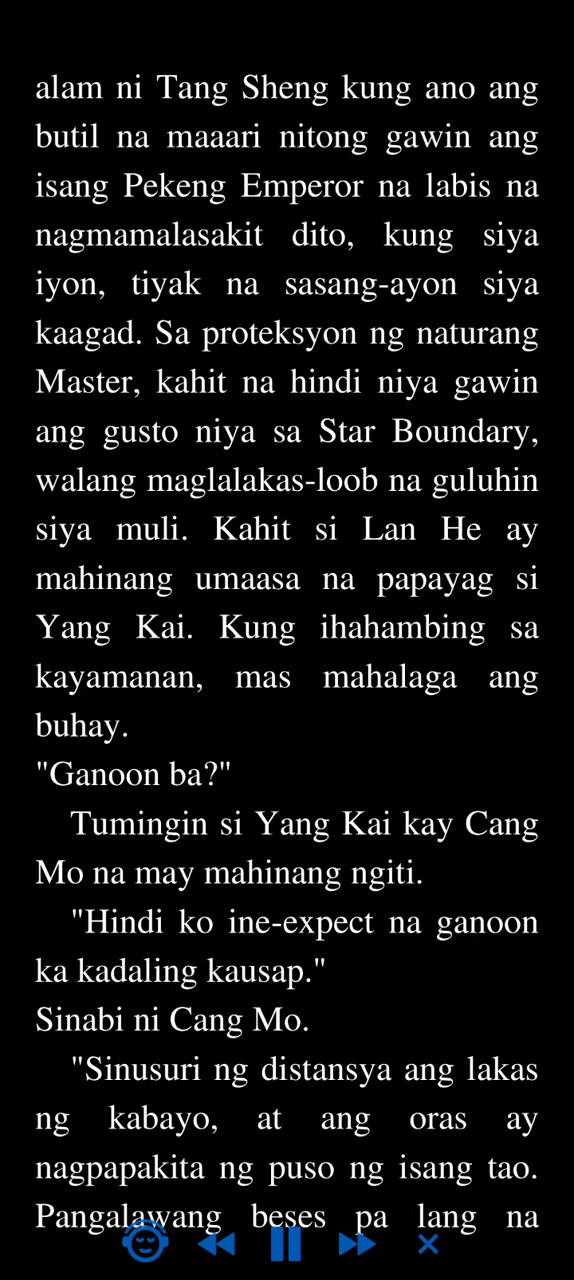 alam ni Tang Sheng kung ano ang
butil na maaari nitong gawin ang
isang Pekeng Emperor na labis na
nagmamalasakit dito, kung siya
iyon, tiyak na sasang-ayon siya
kaagad. Sa proteksyon ng naturang
Master, kahit na hindi niya gawin
ang gusto niya sa Star Boundary,
walang maglalakas-loob na guluhin
siya muli. Kahit si Lan He ay
mahinang umaasa na papayag si
Yang Kai. Kung ihahambing sa
kayamanan, mas mahalaga ang
buhay.
"Ganoon ba?"
Tumingin si Yang Kai kay Cang
Mo na may mahinang ngiti.
"Hindi ko ine-expect na ganoon
ka kadaling kausap."
Sinabi ni Cang Mo.
"Sinusuri ng distansya ang lakas
ng kabayo, at ang oras ay
nagpapakita ng puso ng isang tao.
Pangalawang beses pa lang na